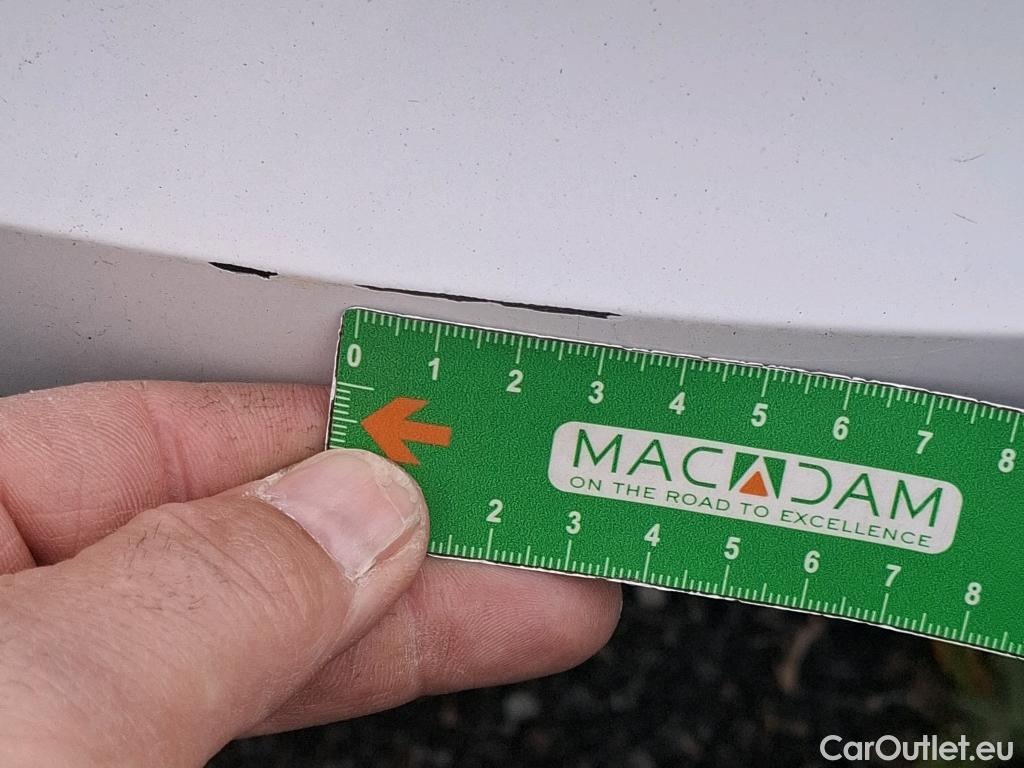 0 1 2 3 4 5 6 7 8
MACADAM
ON THE ROAD TO EXCELLENCE
2 3 4 5 6 7 8
CarOutlet.eu